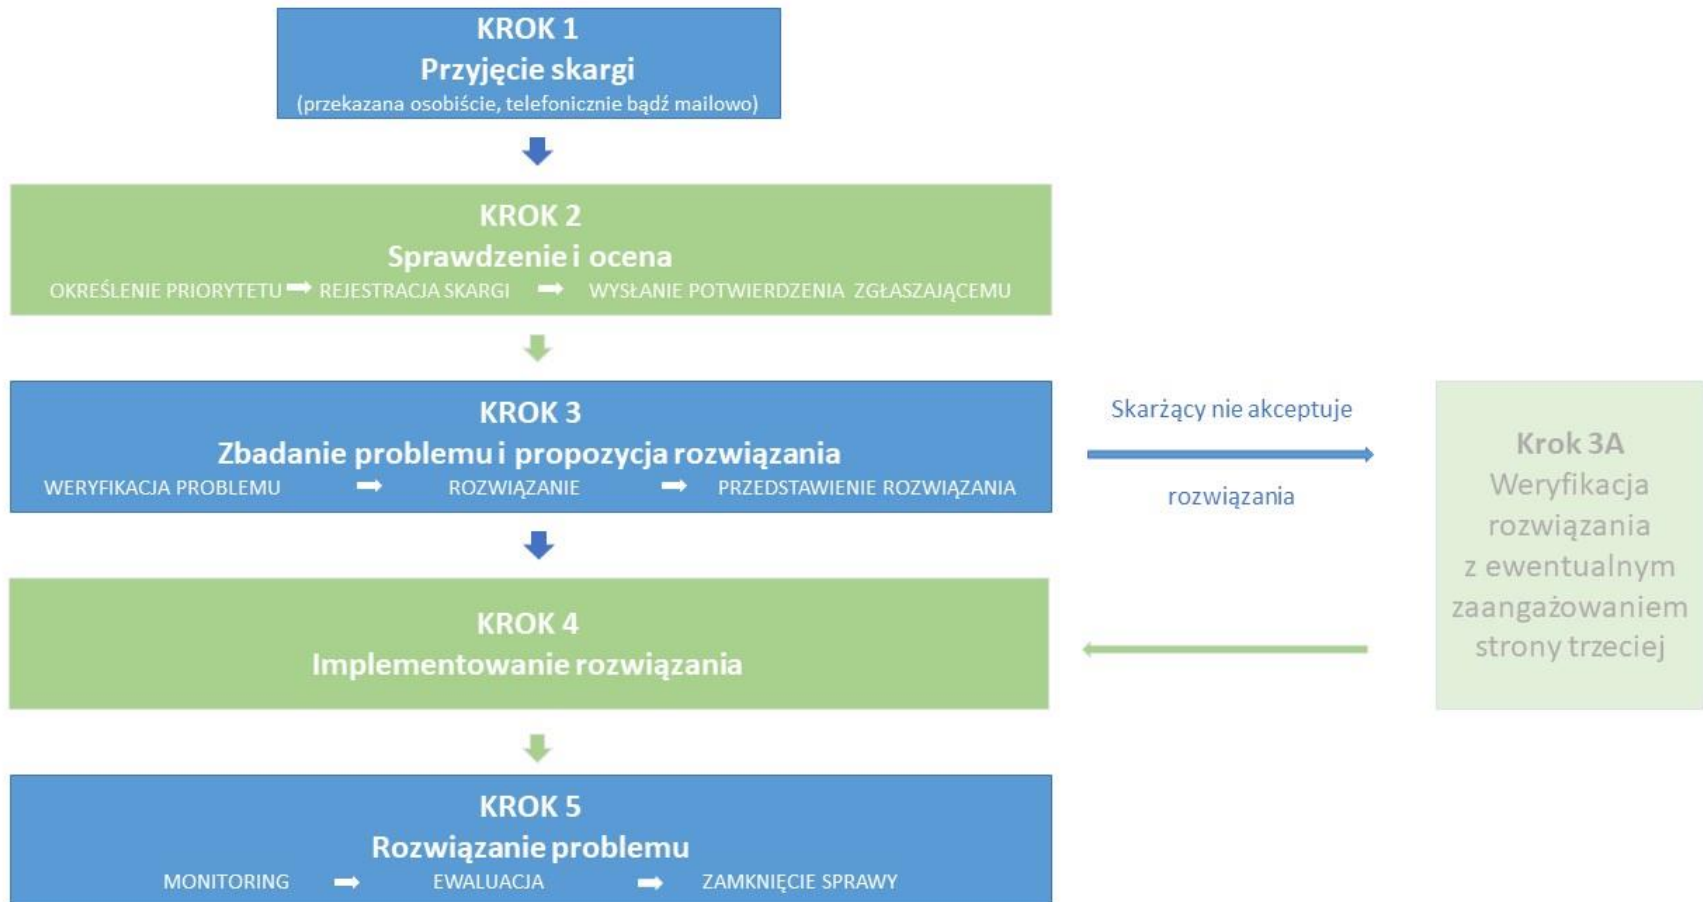 KROK 1
Przyjęcie skargi
(przekazana osobiście, telefonicznie bądź mailowo)
KROK 2
Sprawdzenie i ocena
OKREŚLENIE PRIORYTETU REJESTRACJA SKARGI WYSŁANIE POTWIERDZENIA ZGŁASZAJĄCEMU
KROK 3
Zbadanie problemu i propozycja rozwiązania
WERYFIKACJA PROBLEMU ROZWIĄZANIE PRZEDSTAWIENIE ROZWIĄZANIA
Skarżący nie akceptuje
rozwiązania
Krok 3A
Weryfikacja
rozwiązania
z ewentualnym
zaangażowaniem
strony trzeciej
KROK 4
Implementowanie rozwiązania
KROK 5
Rozwiązanie problemu
MONITORING EWALUACJA ZAMKNIĘCIE SPRAWY